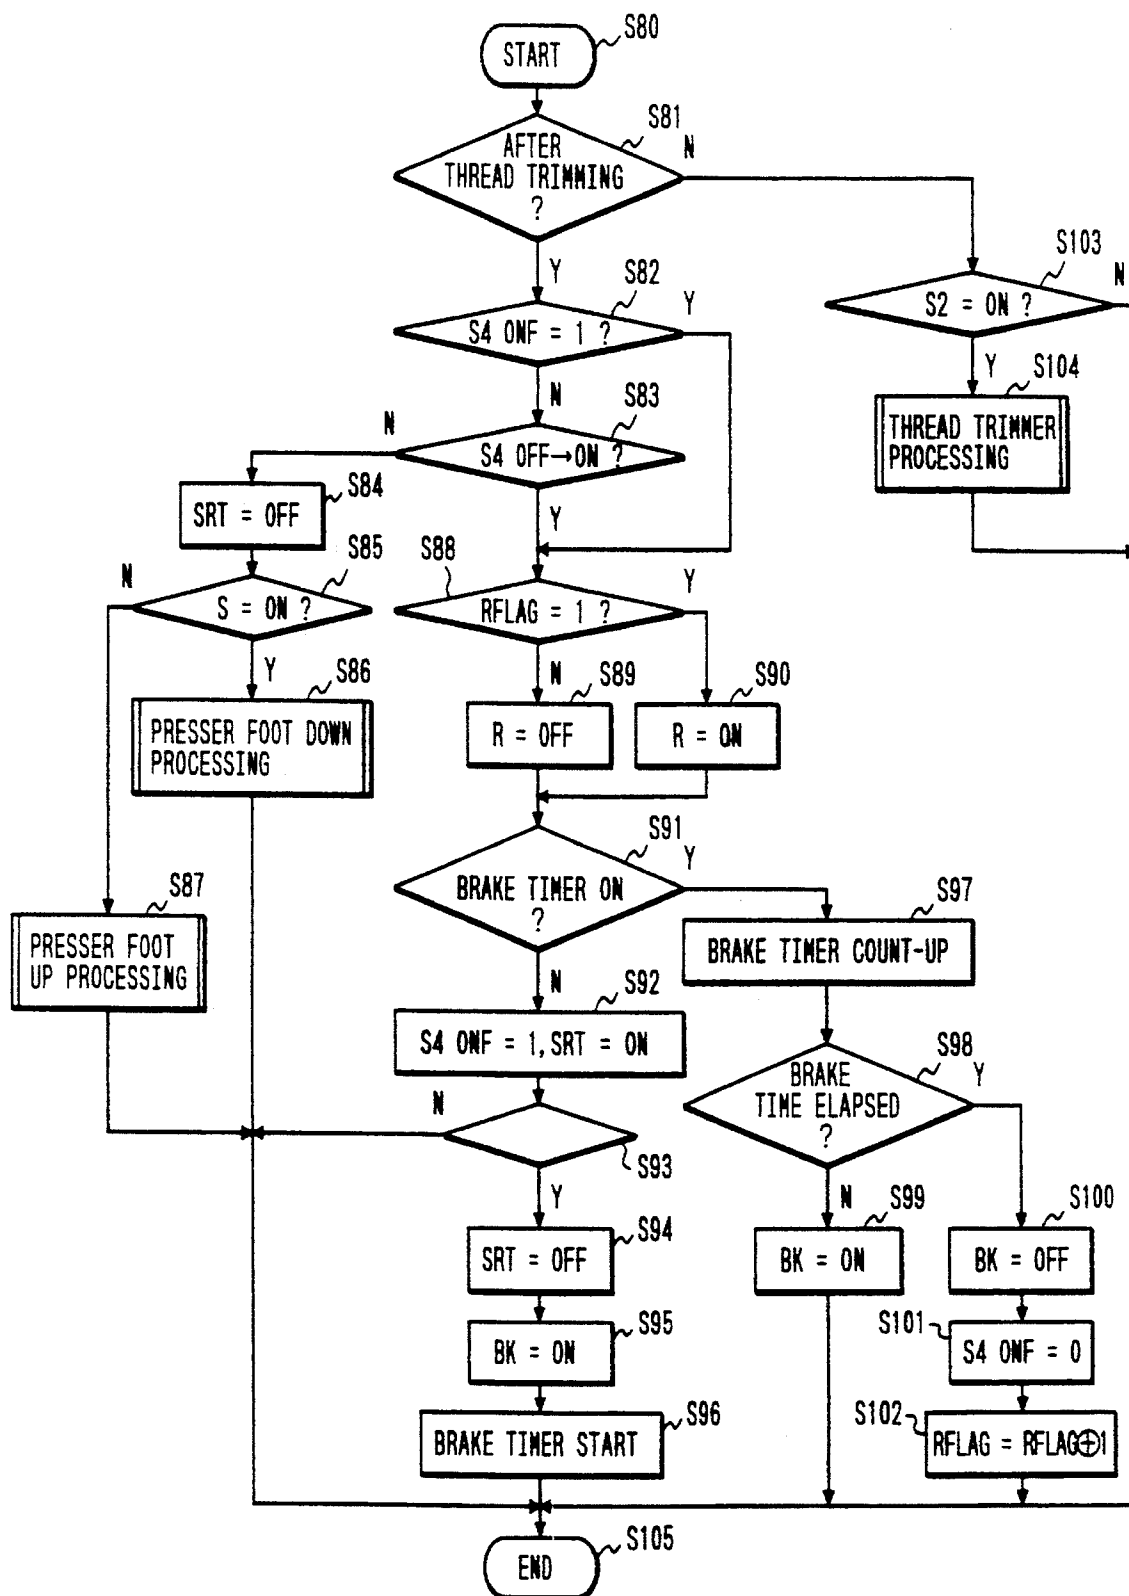 START
S80
AFTER
THREAD TRIMMING
?
S81
N
Y
S82
S4 ONF = 1 ?
Y
S103
S2 = ON ?
N
Y
S104
THREAD TRIMMER
PROCESSING
N
S83
S4 OFF→ON ?
N
Y
S84
SRT = OFF
S85
S = ON ?
N
Y
S86
PRESSER FOOT DOWN
PROCESSING
S87
PRESSER FOOT
UP PROCESSING
S88
RFLAG = 1 ?
Y
N
S89
R = OFF
S90
R = ON
S91
BRAKE TIMER ON
?
Y
N
S92
S4 ONF = 1, SRT = ON
S97
BRAKE TIMER COUNT-UP
S98
BRAKE
TIME ELAPSED
?
Y
N
N
S93
Y
S94
SRT = OFF
S95
BK = ON
S96
BRAKE TIMER START
S99
BK = ON
S100
BK = OFF
S101
S4 ONF = 0
S102
RFLAG = RFLAG⊕1
END
S105